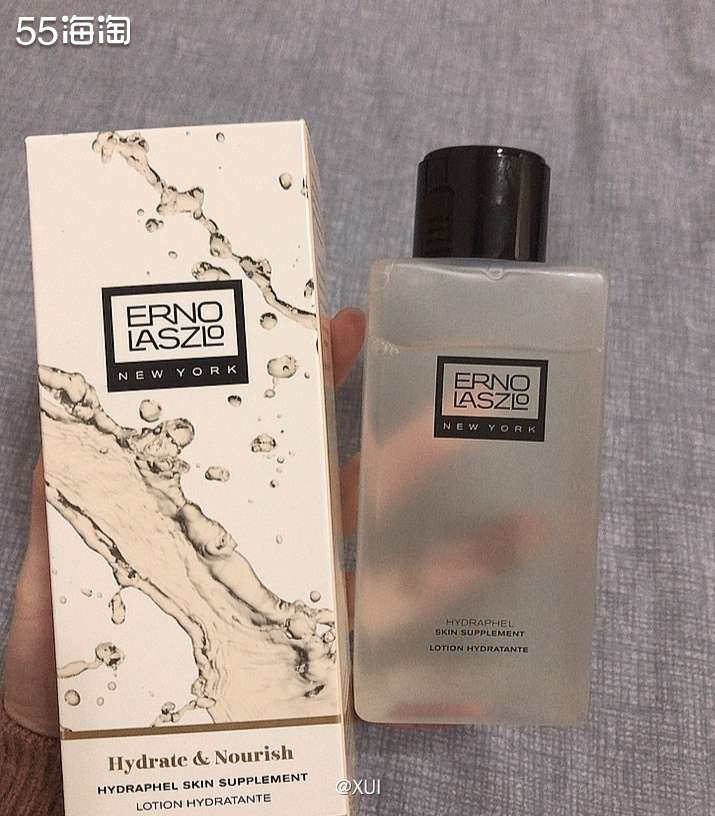 55海淘
ERNO
LASZLO
NEW YORK
Hydrate & Nourish
HYDRAPHEL SKIN SUPPLEMENT
LOTION HYDRATANTE
ERNO
LASZLO
NEW YORK
HYDRAPHEL
SKIN SUPPLEMENT
LOTION HYDRATANTE
@XUI